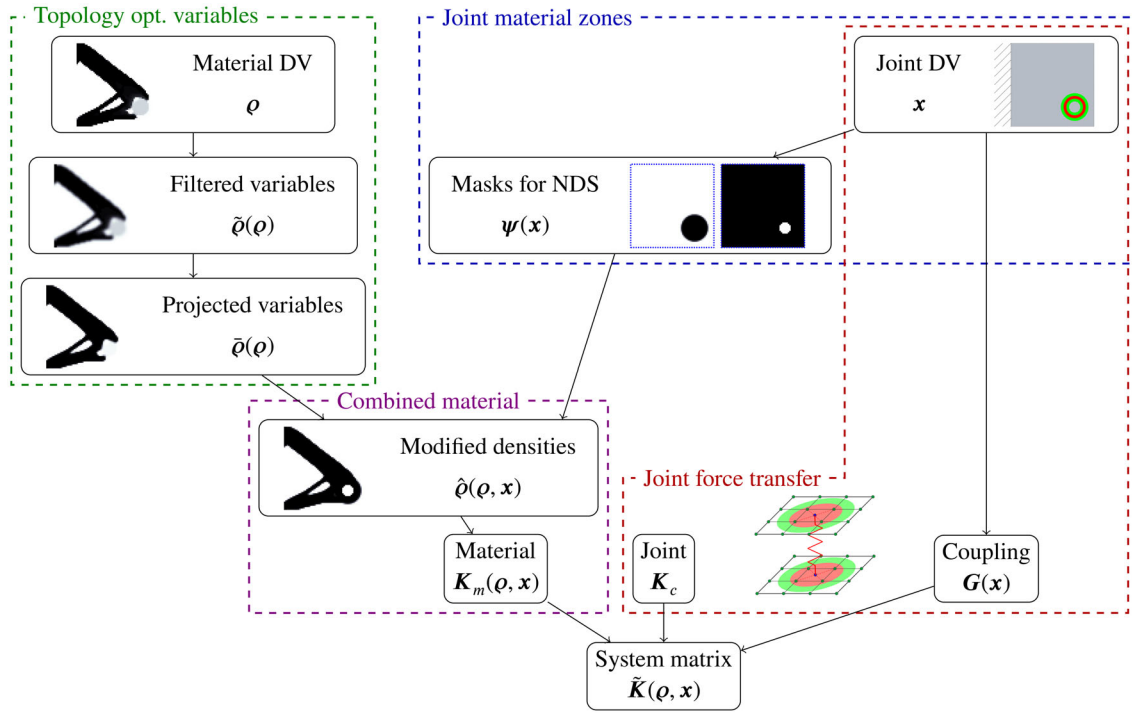 Topology opt. variables
Material DV
ϱ
Filtered variables
ϱ̃(ϱ)
Projected variables
ϱ̄(ϱ)
Joint material zones
Joint DV
x
Masks for NDS
ψ(x)
Combined material
Modified densities
ϱ̂(ϱ, x)
Material
K_m(ϱ, x)
Joint force transfer
Joint
K_c
Coupling
G(x)
System matrix
K̃(ϱ, x)